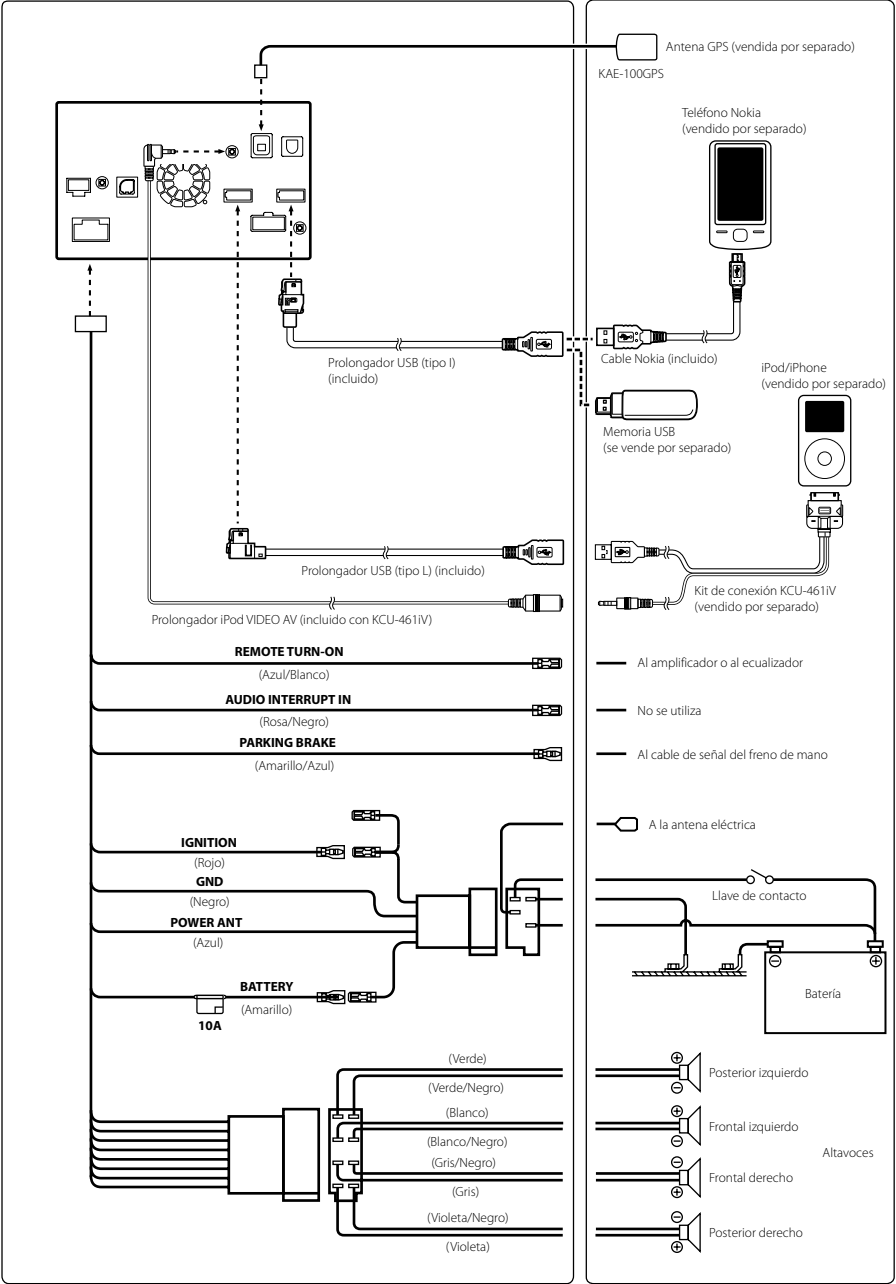 Antena GPS (vendida por separado)
KAE-100GPS
Teléfono Nokia
(vendido por separado)
Prolongador USB (tipo I)
(incluido)
Cable Nokia (incluido)
iPod/iPhone
(vendido por separado)
Memoria USB
(se vende por separado)
Prolongador USB (tipo L) (incluido)
Kit de conexión KCU-461iV
(vendido por separado)
Prolongador iPod VIDEO AV (incluido con KCU-461iV)
REMOTE TURN-ON
(Azul/Blanco)
Al amplificador o al ecualizador
AUDIO INTERRUPT IN
(Rosa/Negro)
No se utiliza
PARKING BRAKE
(Amarillo/Azul)
Al cable de señal del freno de mano
A la antena eléctrica
IGNITION
(Rojo)
GND
(Negro)
Llave de contacto
POWER ANT
(Azul)
BATTERY
(Amarillo)
10A
Batería
(Verde)
(Verde/Negro)
Posterior izquierdo
(Blanco)
(Blanco/Negro)
Frontal izquierdo
Altavoces
(Gris/Negro)
(Gris)
Frontal derecho
(Violeta/Negro)
(Violeta)
Posterior derecho